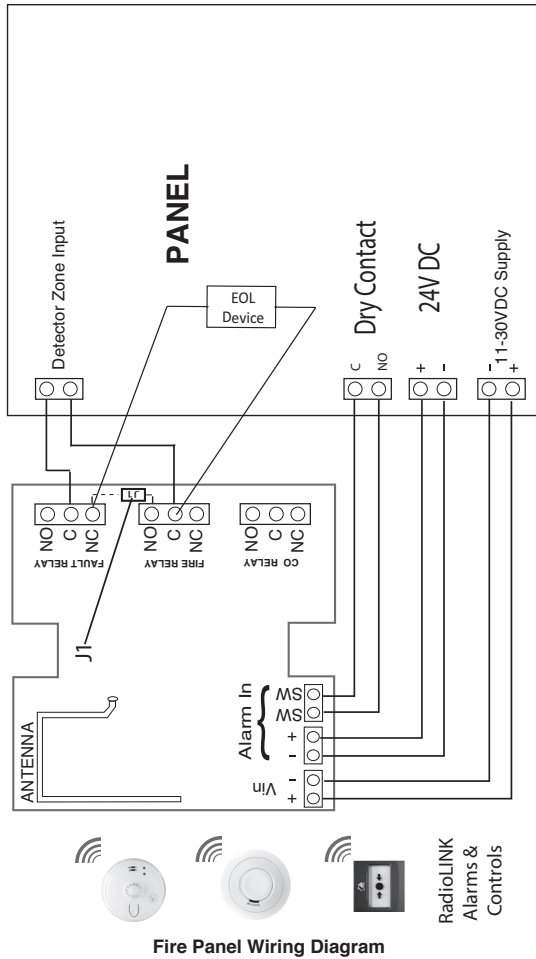 PANEL
Detector Zone Input
EOL
Device
Dry Contact
C
NO
24V DC
+
-
11-30VDC Supply
-
+
NO
C
NC
FAULT RELAY
J1
NO
C
NC
FIRE RELAY
NO
C
NC
CO RELAY
J1
ANTENNA
Alarm In
SW
SW
+
-
Vin
-
+
RadioLINK
Alarms &
Controls
Fire Panel Wiring Diagram